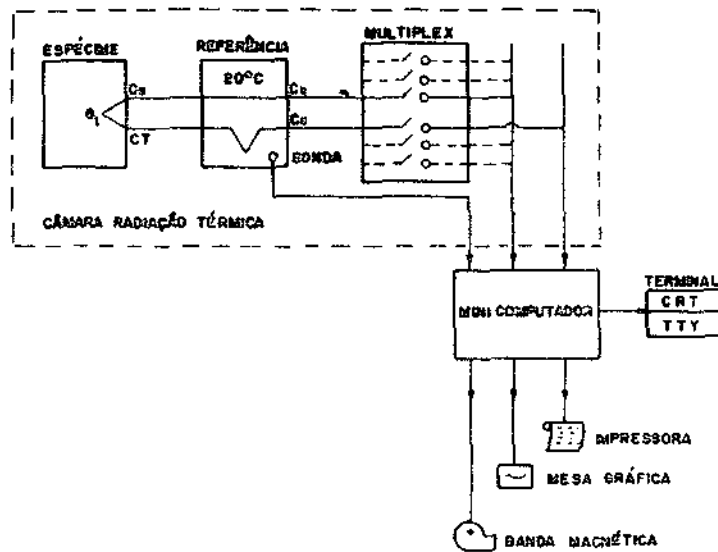 ESPÉCIME
REFERÊNCIA
MULTIPLEX
20°C
θi
CT
SONDA
CÂMARA RADIAÇÃO TÉRMICA
MINI COMPUTADOR
TERMINAL
CRT
TTY
IMPRESSORA
MESA GRÁFICA
BANDA MAGNÉTICA